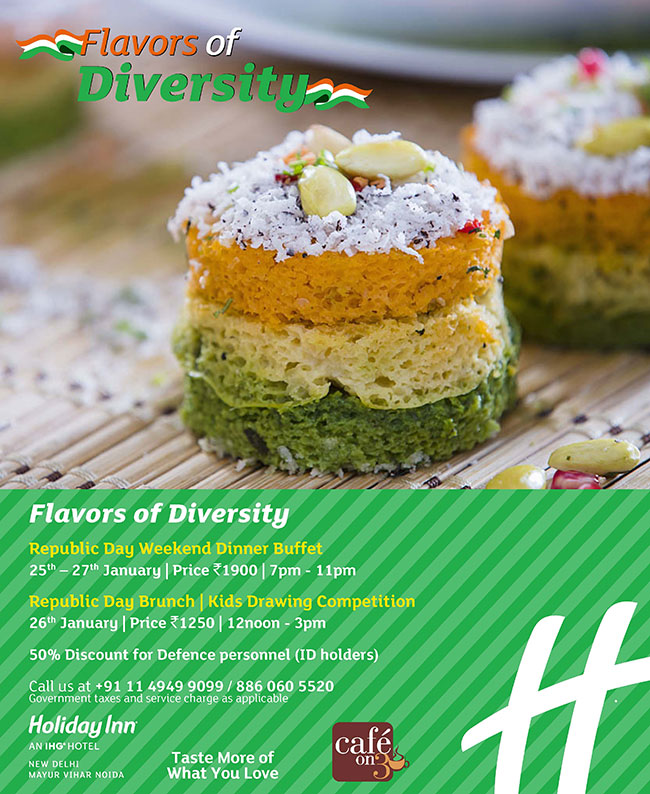 Flavors of
Diversity
Flavors of Diversity
Republic Day Weekend Dinner Buffet
25th – 27th January | Price ₹1900 | 7pm - 11pm
Republic Day Brunch | Kids Drawing Competition
26th January | Price ₹1250 | 12noon - 3pm
50% Discount for Defence personnel (ID holders)
Call us at +91 11 4949 9099 / 886 060 5520
Government taxes and service charge as applicable
Holiday Inn
AN IHG® HOTEL
NEW DELHI
MAYUR VIHAR NOIDA
Taste More of
What You Love
café
on3
H